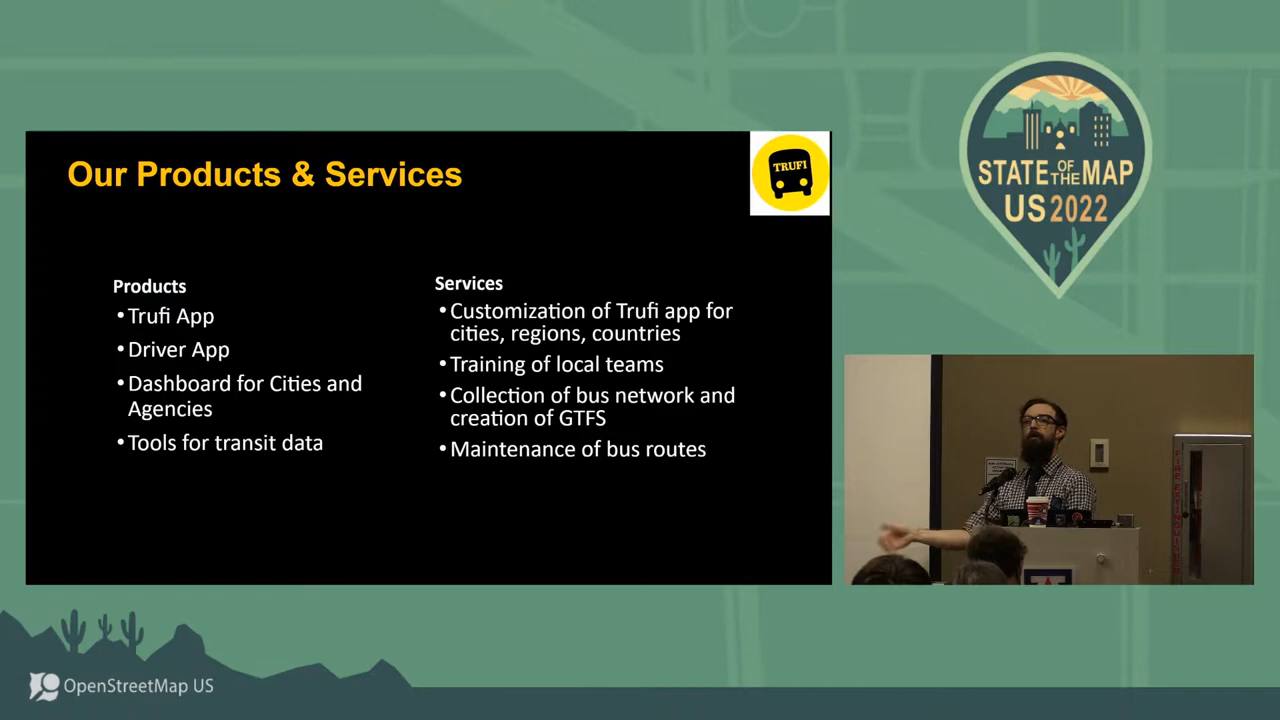 Our Products & Services
TRUFI
Products
•Trufi App
•Driver App
•Dashboard for Cities and
Agencies
•Tools for transit data
Services
•Customization of Trufi app for
cities, regions, countries
•Training of local teams
•Collection of bus network and
creation of GTFS
•Maintenance of bus routes
STATE OF THE MAP
US 2022
FIRE EXTINGUISHER
OpenStreetMap US